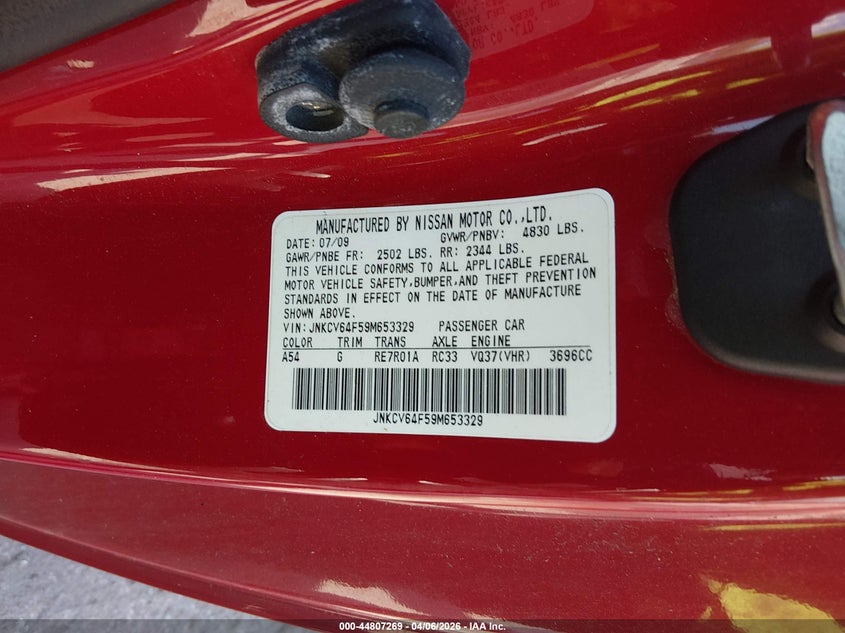 MANUFACTURED BY NISSAN MOTOR CO.,LTD.
DATE: 07/09 GVWR/PNBV: 4830 LBS.
GAWR/PNBE FR: 2502 LBS. RR: 2344 LBS.
THIS VEHICLE CONFORMS TO ALL APPLICABLE FEDERAL
MOTOR VEHICLE SAFETY,BUMPER,AND THEFT PREVENTION
STANDARDS IN EFFECT ON THE DATE OF MANUFACTURE
SHOWN ABOVE.
VIN: JNKCV64F59M653329 PASSENGER CAR
COLOR TRIM TRANS AXLE ENGINE
A54 G RE7R01A RC33 VQ37(VHR) 3696CC
JNKCV64F59M653329
000-44807269 | 04/06/2026 | IAA, Inc.